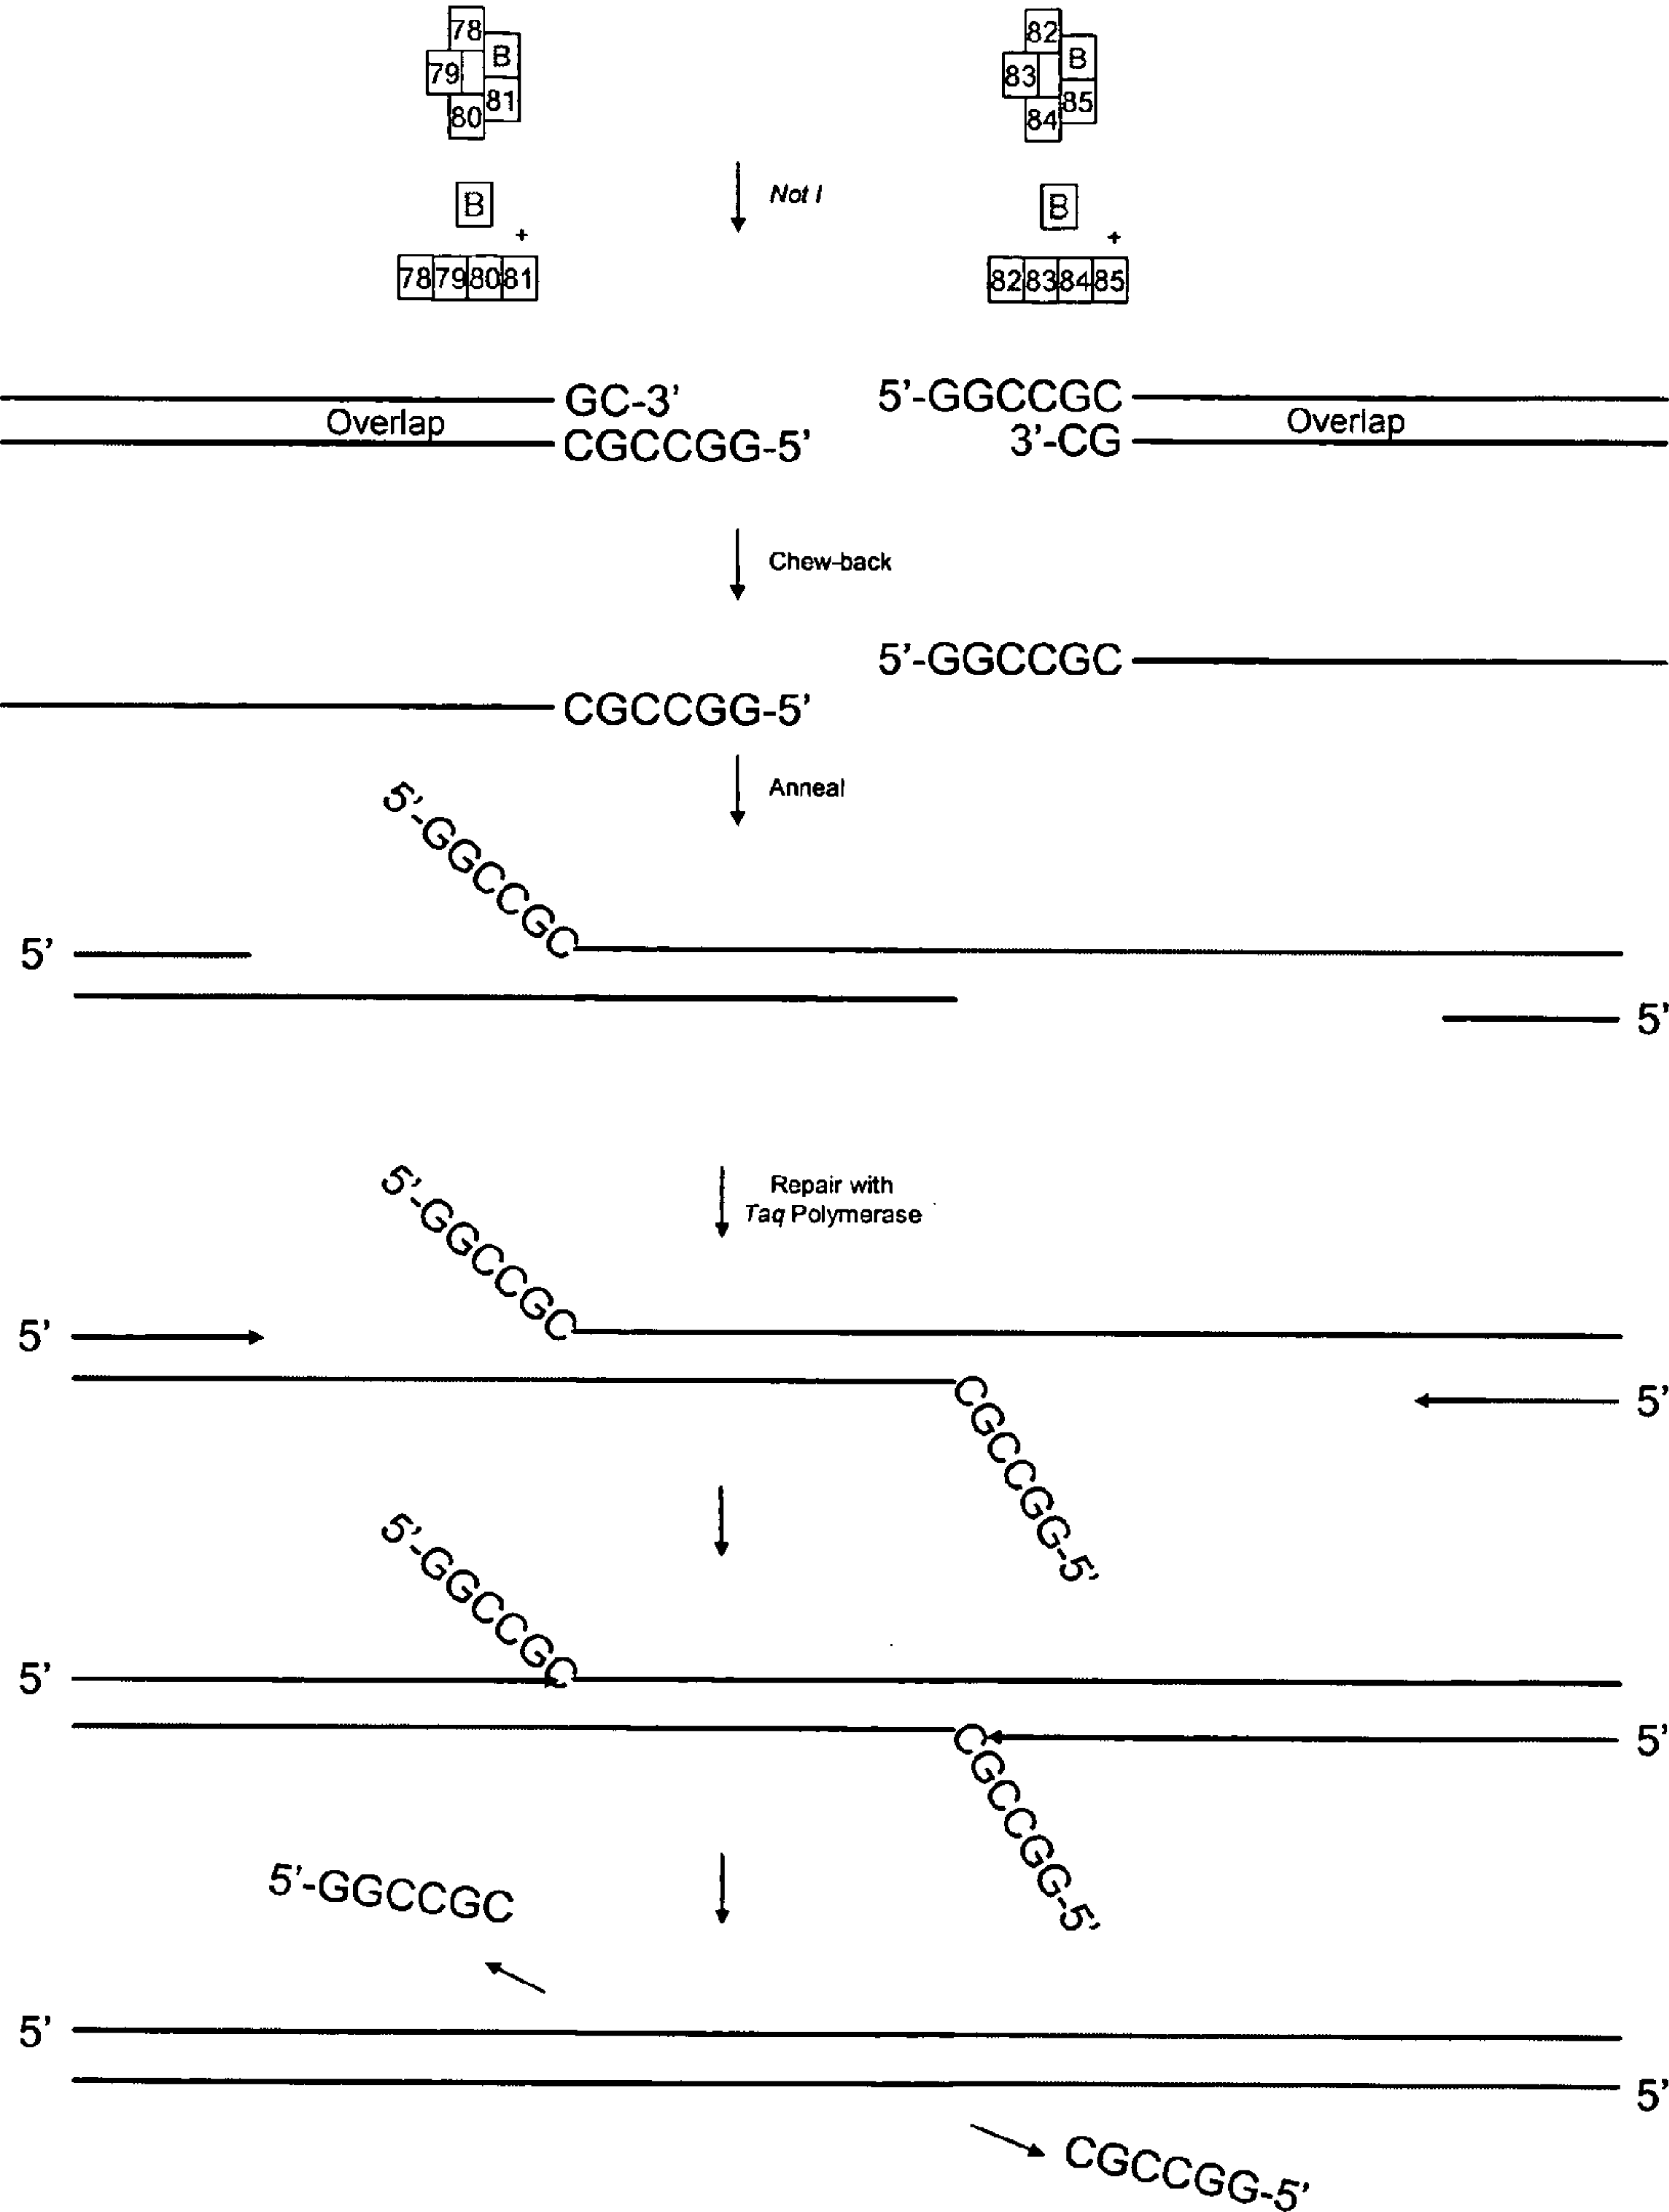 78
B
79
81
80
82
B
83
85
84
Not I
B
B
+
+
78 79 80 81
82 83 84 85
GC-3'
5'-GGCCGC
Overlap
Overlap
CGCCGG-5'
3'-CG
Chew-back
5'-GGCCGC
CGCCGG-5'
Anneal
5'-GGCCGC
5'
5'
Repair with
Taq Polymerase
5'-GGCCGC
5'
5'
CGCCGG-5'
5'-GGCCGC
5'
5'
CGCCGG-5'
5'-GGCCGC
5'
5'
CGCCGG-5'